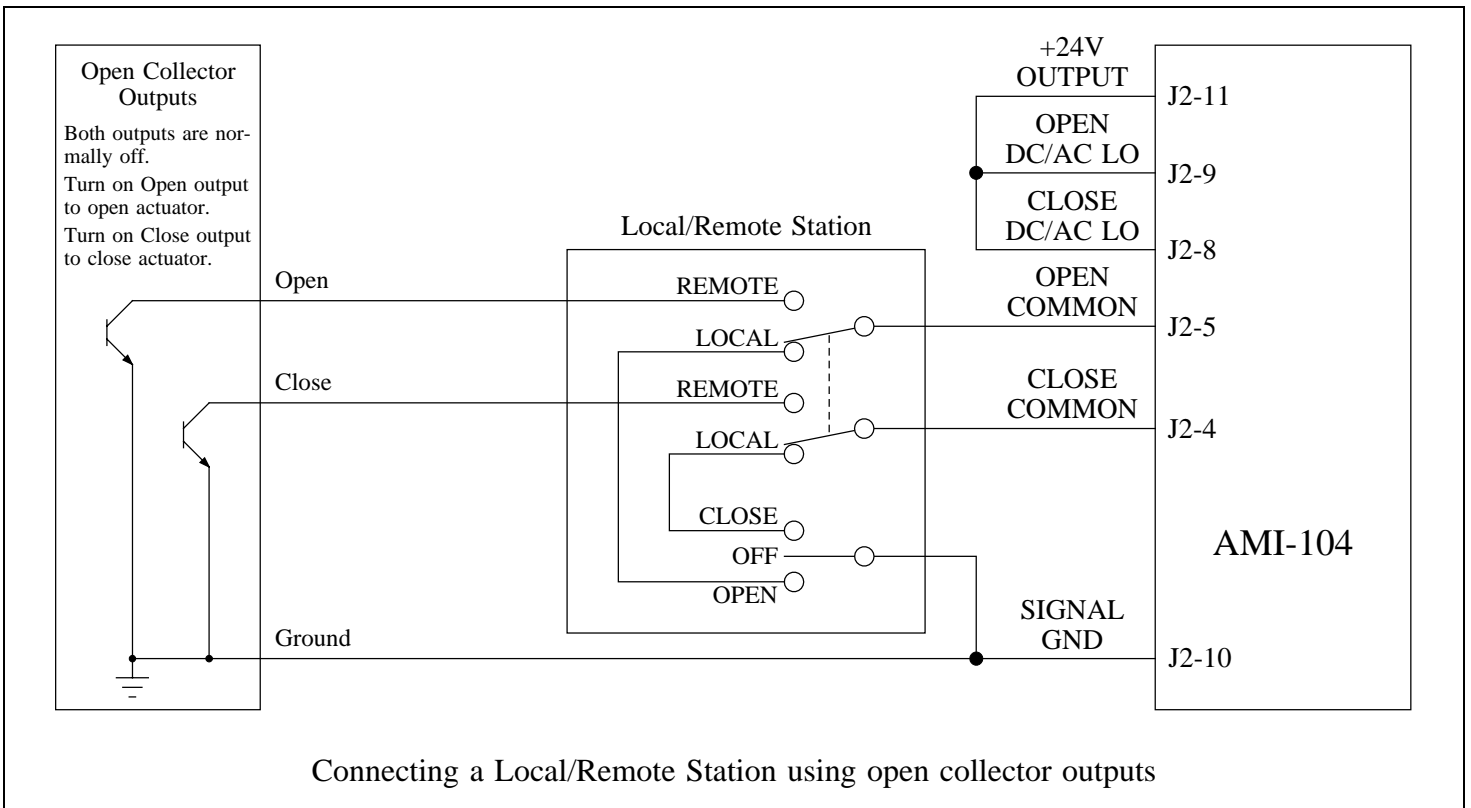 Open Collector
Outputs
Both outputs are nor-
mally off.
Turn on Open output
to open actuator.
Turn on Close output
to close actuator.
Open
Close
Ground
Local/Remote Station
REMOTE
LOCAL
REMOTE
LOCAL
CLOSE
OFF
OPEN
+24V
OUTPUT
OPEN
DC/AC LO
CLOSE
DC/AC LO
OPEN
COMMON
CLOSE
COMMON
SIGNAL
GND
J2-11
J2-9
J2-8
J2-5
J2-4
AMI-104
J2-10
Connecting a Local/Remote Station using open collector outputs